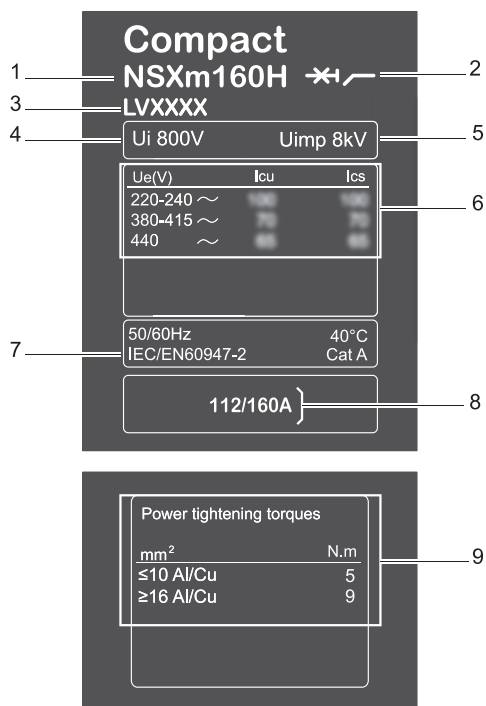 Compact
1 NSXm160H 2
3 LVXXXX
4 Ui 800V Uimp 8kV 5
Ue(V) Icu Ics
220-240 ~
380-415 ~ 6
440 ~
50/60Hz 40°C
7 IEC/EN60947-2 Cat A
112/160A 8
Power tightening torques
mm² N.m 9
≤10 Al/Cu 5
≥16 Al/Cu 9